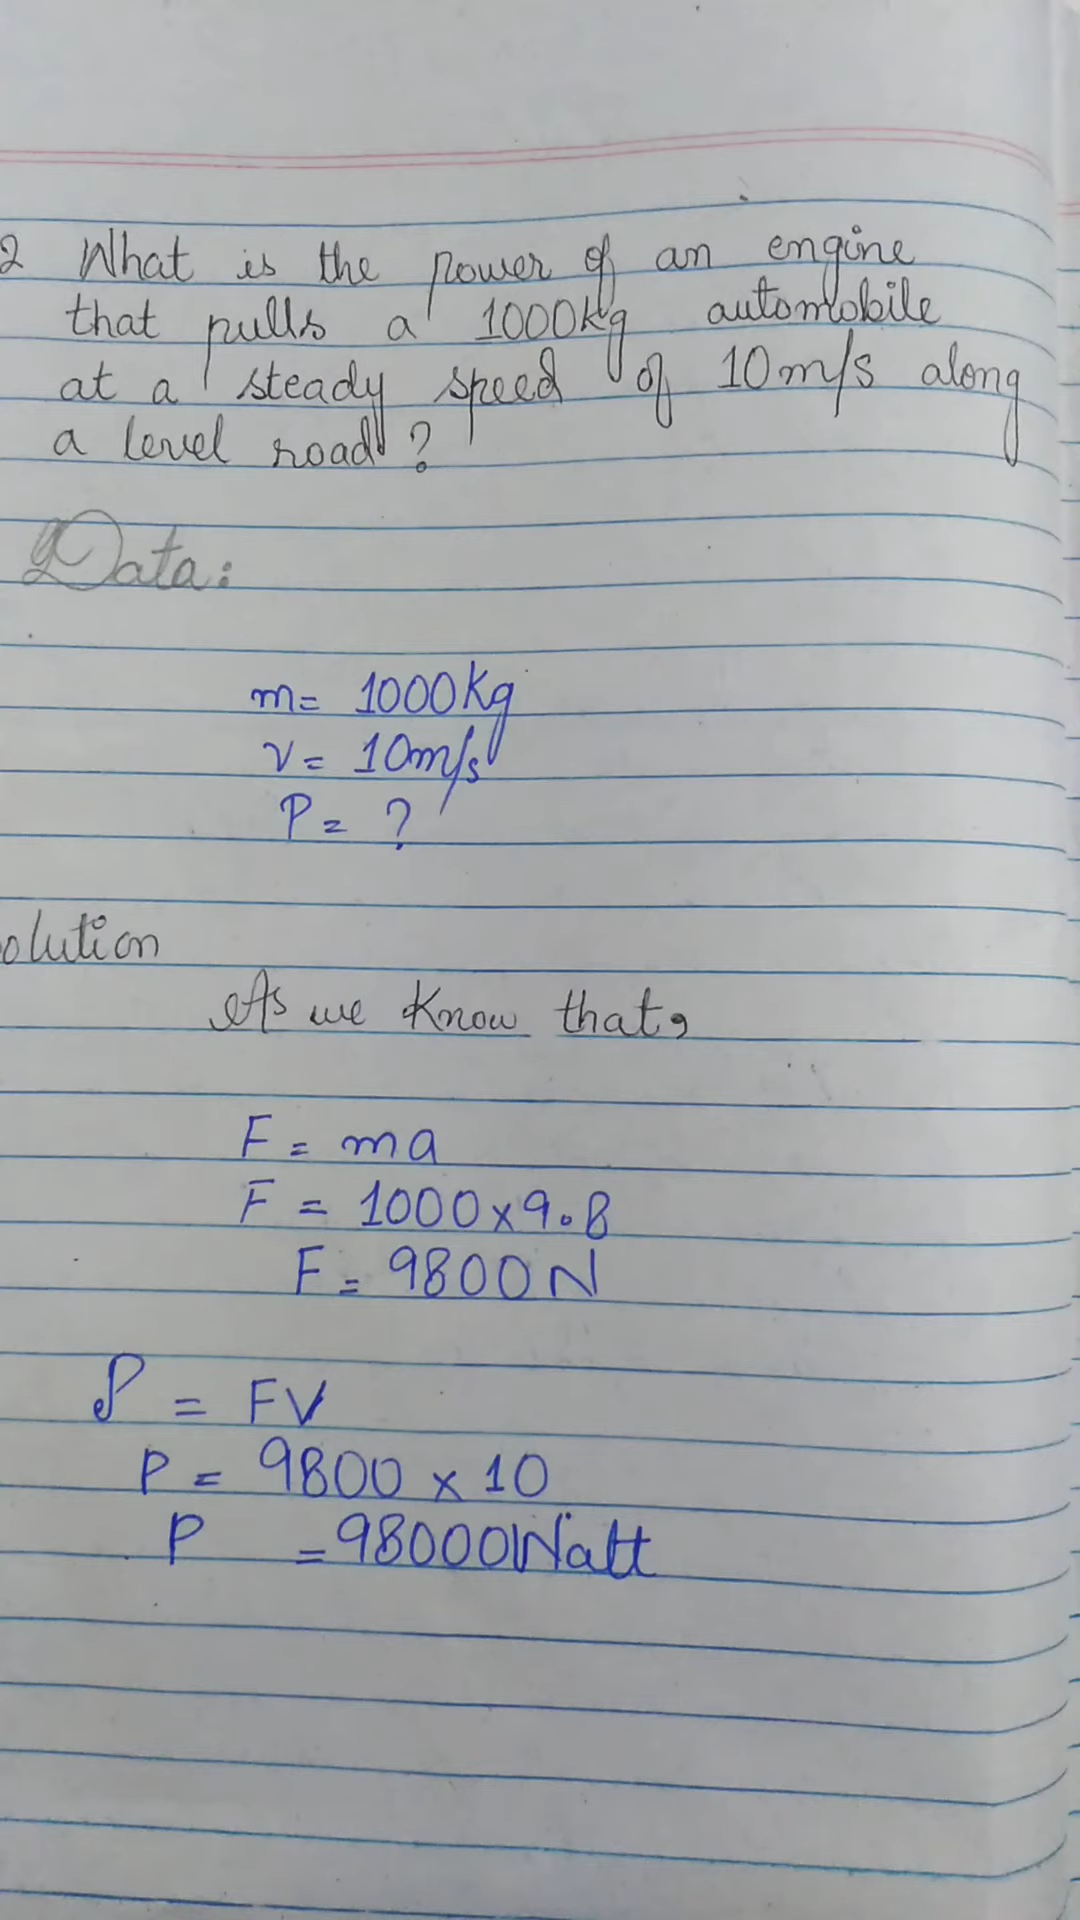 2 What is the power of an engine
that pulls a 1000kg automobile
at a steady speed of 10m/s along
a level road?
Data:
m= 1000kg
v= 10m/s
P= ?
olution
As we know that,
F= ma
F= 1000×9.8
F= 9800N
P = FV
P= 9800×10
P =98000Watt